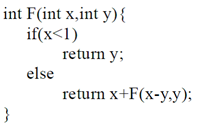 int F(int x,int y){
if(x<1)
return y;
else
return x+F(x-y,y);
}